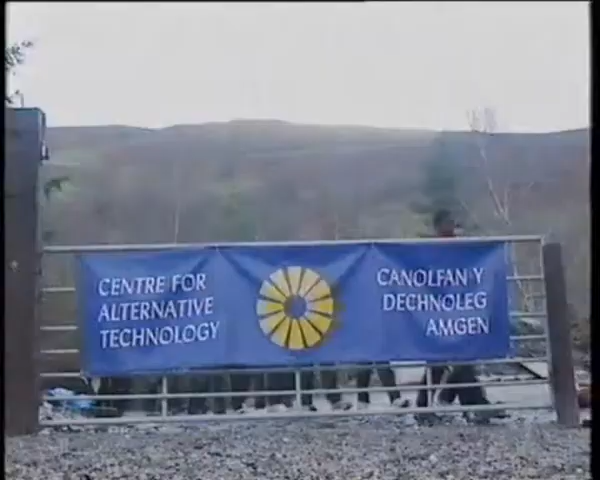 CENTRE FOR
ALTERNATIVE
TECHNOLOGY
CANOLFAN Y
DECHNOLEG
AMGEN